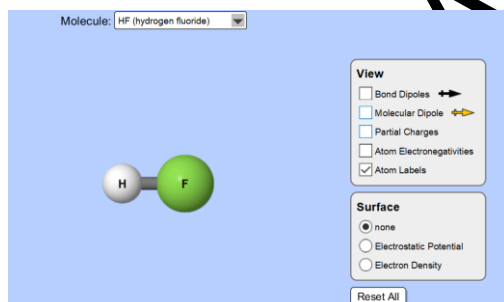 Molecule: HF (hydrogen fluoride)
View
Bond Dipoles
Molecular Dipole
Partial Charges
Atom Electronegativities
Atom Labels
H F
Surface
none
Electrostatic Potential
Electron Density
Reset All